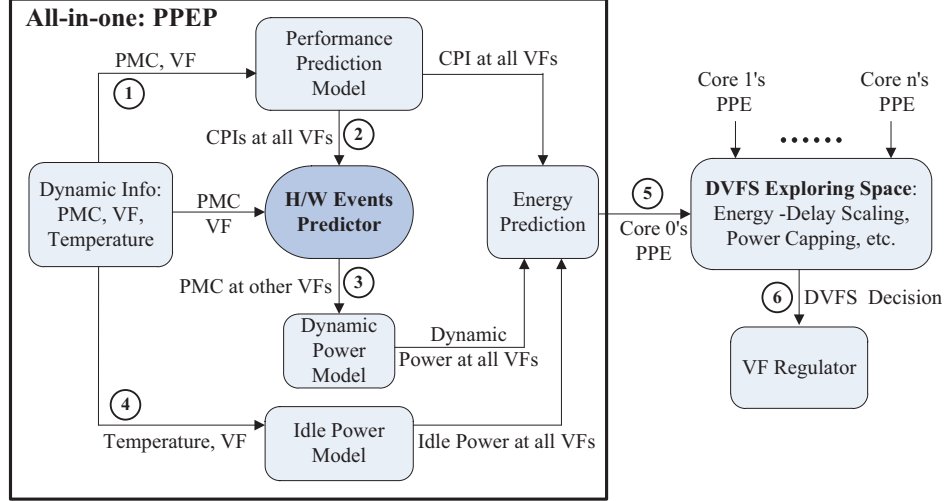 All-in-one: PPEP
PMC, VF
1
Performance
Prediction
Model
CPI at all VFs
CPIs at all VFs
2
Dynamic Info:
PMC, VF,
Temperature
PMC
VF
H/W Events
Predictor
Energy
Prediction
PMC at other VFs
3
Dynamic
Power
Model
Dynamic
Power at all VFs
4
Temperature, VF
Idle Power
Model
Idle Power at all VFs
5
Core 0's
PPE
Core 1's
PPE
......
Core n's
PPE
DVFS Exploring Space:
Energy -Delay Scaling,
Power Capping, etc.
6
DVFS Decision
VF Regulator